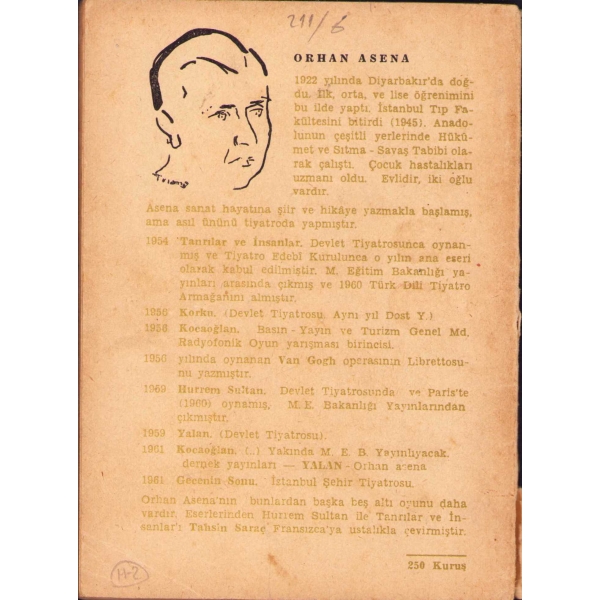 291/6
ORHAN ASENA
1922 yılında Diyarbakır'da doğ-
du. İlk, orta, ve lise öğrenimini
bu ilde yaptı. İstanbul Tıp Fa-
kültesini bitirdi (1945). Anado-
lunun çeşitli yerlerinde Hükü-
met ve Sıtma - Savaş Tabibi ola-
rak çalıştı. Çocuk hastalıkları
uzmanı oldu. Evlidir, iki oğlu
vardır.
Asena sanat hayatına şiir ve hikâye yazmakla başlamış,
ama asıl ününü tiyatroda yapmıştır.
1954 Tanrılar ve İnsanlar. Devlet Tiyatrosunca oynan-
mış ve Tiyatro Edebî Kurulunca o yılın ana eseri
olarak kabul edilmiştir. M. Eğitim Bakanlığı ya-
yınları arasında çıkmış ve 1960 Türk Dili Tiyatro
Armağanını almıştır.
1956 Korku. (Devlet Tiyatrosu. Aynı yıl Dost Y.)
1956 Kocaoğlan. Basın - Yayın ve Turizm Genel Md.
Radyofonik Oyun yarışması birincisi.
1956 yılında oynanan Van Gogh operasının Librettosu-
nu yazmıştır.
1959 Hurrem Sultan. Devlet Tiyatrosunda ve Paris'te
(1960) oynamış, M. E. Bakanlığı Yayınlarından
çıkmıştır.
1959 Yalan. (Devlet Tiyatrosu).
1961 Kocaoğlan. (..) Yakında M. E. B. Yayınlıyacak.
dernek yayınları — YALAN - Orhan asena
1961 Gecenin Sonu. İztanbul Şehir Tiyatrosu.
Orhan Asena'nın bunlardan başka beş altı oyunu daha
vardır. Eserlerinden Hurrem Sultan ile Tanrılar ve İn-
sanlar'ı Tahsin Saraç Fransızca'ya ustalıkla çevirmiştir.
250 Kuruş
H-2